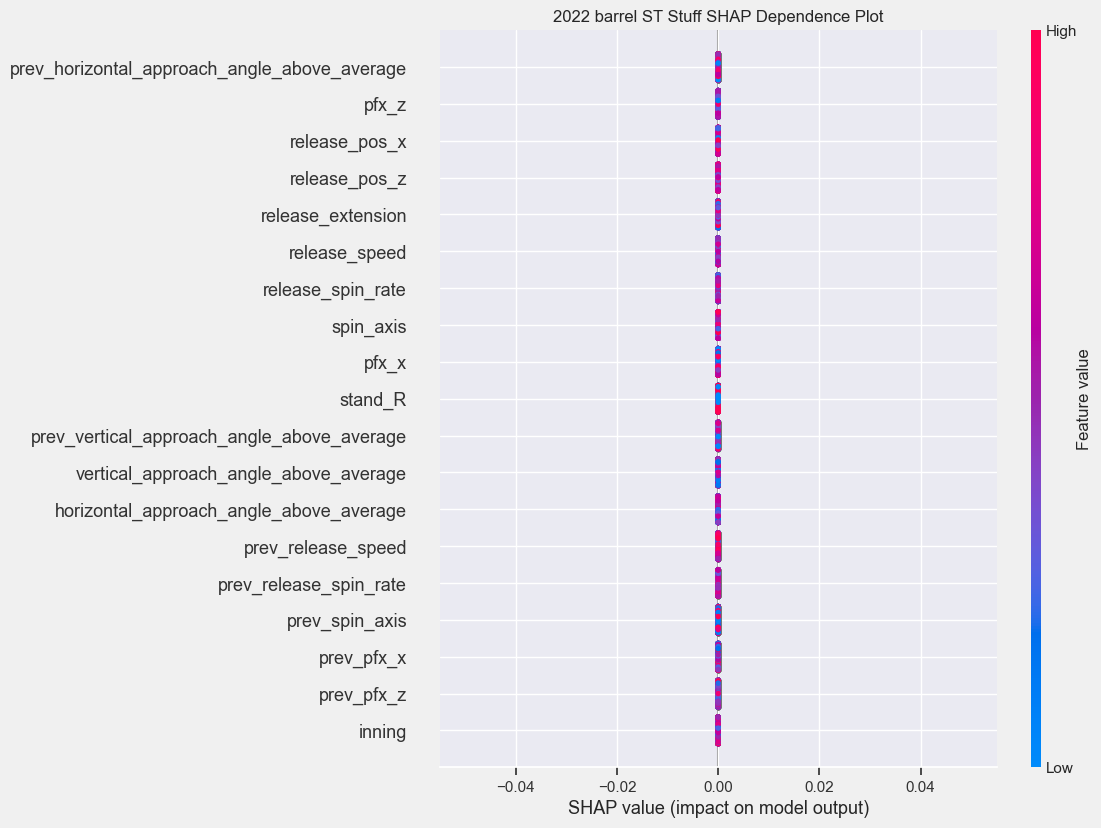 2022 barrel ST Stuff SHAP Dependence Plot
High
prev_horizontal_approach_angle_above_average
pfx_z
release_pos_x
release_pos_z
release_extension
release_speed
release_spin_rate
spin_axis
pfx_x
stand_R
prev_vertical_approach_angle_above_average
vertical_approach_angle_above_average
horizontal_approach_angle_above_average
prev_release_speed
prev_release_spin_rate
prev_spin_axis
prev_pfx_x
prev_pfx_z
inning
Feature value
Low
−0.04 −0.02 0.00 0.02 0.04
SHAP value (impact on model output)